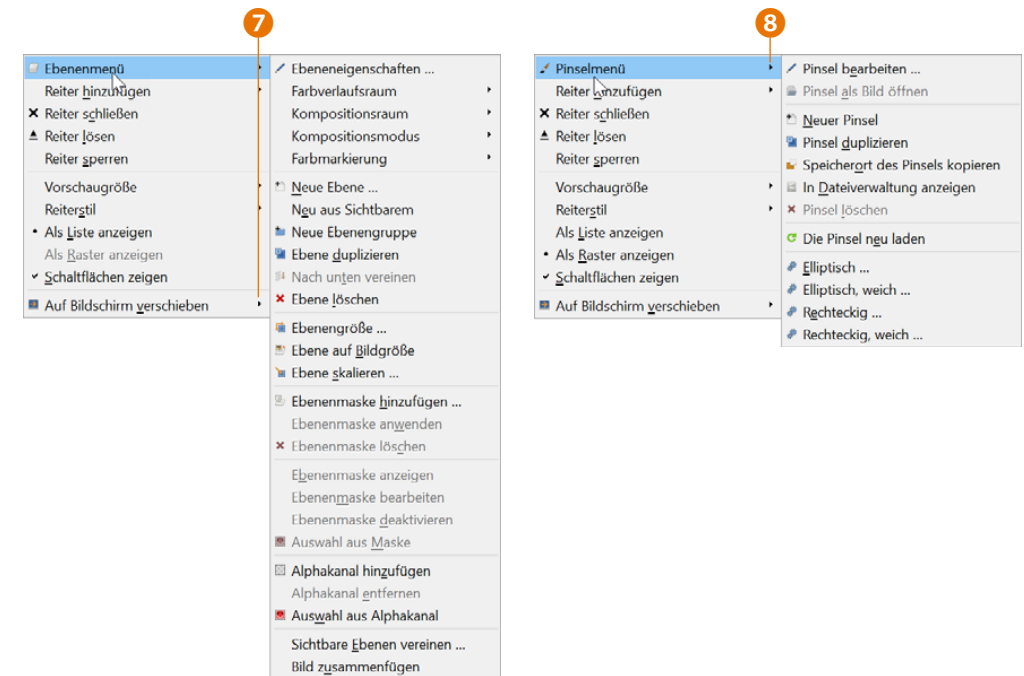 7
8
Ebenenmenü
Reiter hinzufügen
Reiter schließen
Reiter lösen
Reiter sperren
Vorschaugröße
Reiterstil
Als Liste anzeigen
Als Raster anzeigen
Schaltflächen zeigen
Auf Bildschirm verschieben
Ebeneneigenschaften ...
Farbverlaufsraum
Kompositionsraum
Kompositionsmodus
Farbmarkierung
Neue Ebene ...
Neu aus Sichtbarem
Neue Ebenengruppe
Ebene duplizieren
Nach unten vereinen
Ebene löschen
Ebenengröße ...
Ebene auf Bildgröße
Ebene skalieren ...
Ebenenmaske hinzufügen ...
Ebenenmaske anwenden
Ebenenmaske löschen
Ebenenmaske anzeigen
Ebenenmaske bearbeiten
Ebenenmaske deaktivieren
Auswahl aus Maske
Alphakanal hinzufügen
Alphakanal entfernen
Auswahl aus Alphakanal
Sichtbare Ebenen vereinen ...
Bild zusammenfügen
Pinselmenü
Reiter hinzufügen
Reiter schließen
Reiter lösen
Reiter sperren
Vorschaugröße
Reiterstil
Als Liste anzeigen
Als Raster anzeigen
Schaltflächen zeigen
Auf Bildschirm verschieben
Pinsel bearbeiten ...
Pinsel als Bild öffnen
Neuer Pinsel
Pinsel duplizieren
Speicherort des Pinsels kopieren
In Dateiverwaltung anzeigen
Pinsel löschen
Die Pinsel neu laden
Elliptisch ...
Elliptisch, weich ...
Rechteckig ...
Rechteckig, weich ...